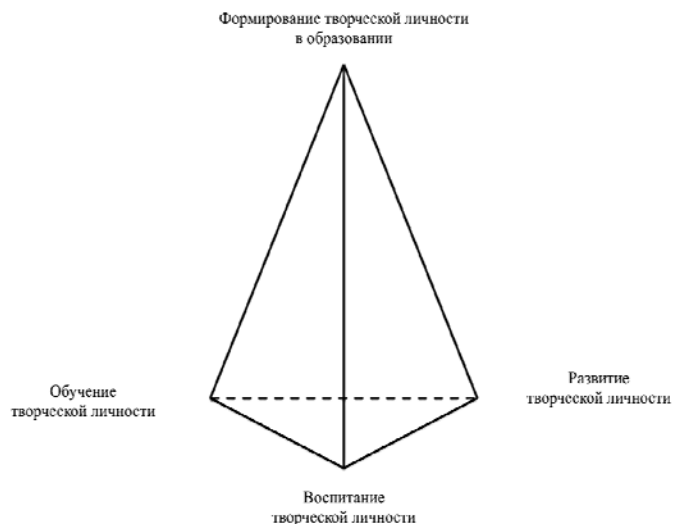 Формирование творческой личности
в образовании
Обучение
творческой личности
Развитие
творческой личности
Воспитание
творческой личности